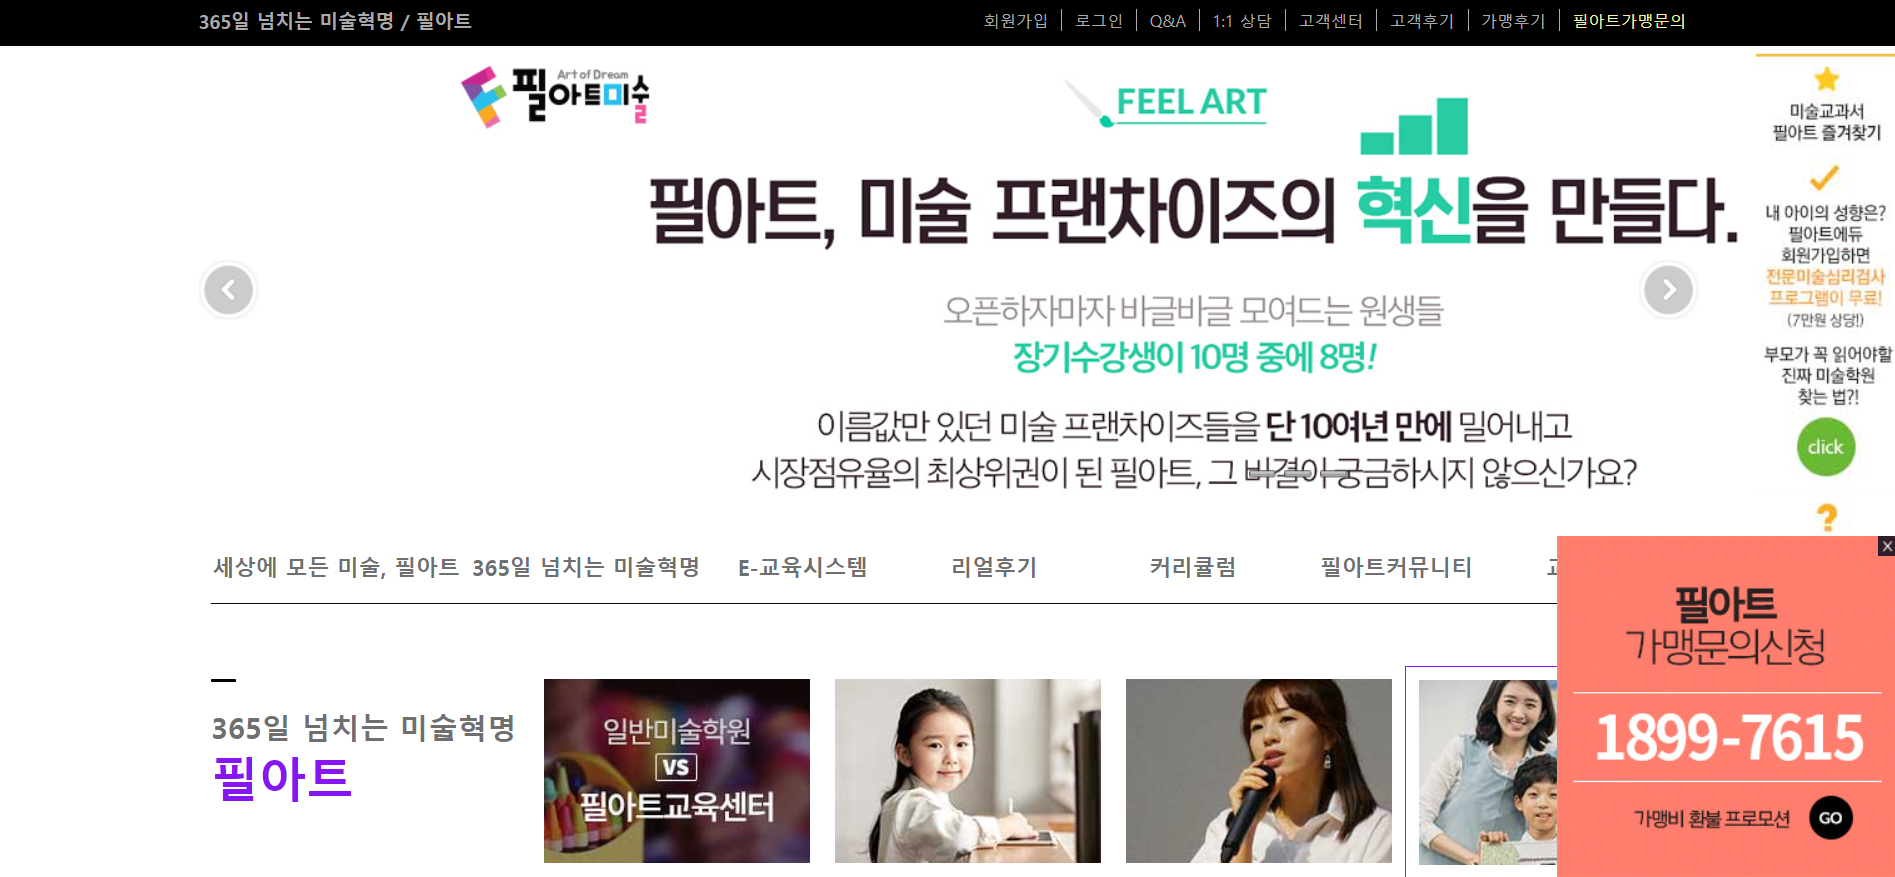 365일 넘치는 미술혁명 / 필아트
회원가입 로그인 Q&A 1:1 상담 고객센터 고객후기 가맹후기 필아트가맹문의
Art of Dream
필아트미술
FEEL ART
필아트, 미술 프랜차이즈의 혁신을 만들다.
오픈하자마자 바글바글 모여드는 원생들
장기수강생이 10명 중에 8명!
이름값만 있던 미술 프랜차이즈들을 단 10여년 만에 밀어내고
시장점유율의 최상위권이 된 필아트, 그 비결이 궁금하시지 않으신가요?
미술교과서
필아트 즐겨찾기
내 아이의 성향은?
필아트에듀
회원가입하면
전문미술심리검사
프로그램이 무료!
(7만원 상당!)
부모가 꼭 읽어야할
진짜 미술학원
찾는 법?!
click
?
세상에 모든 미술, 필아트 365일 넘치는 미술혁명 E-교육시스템 리얼후기 커리큘럼 필아트커뮤니티
365일 넘치는 미술혁명
필아트
일반미술학원
VS
필아트교육센터
X
필아트
가맹문의신청
1899-7615
가맹비 환불 프로모션 GO